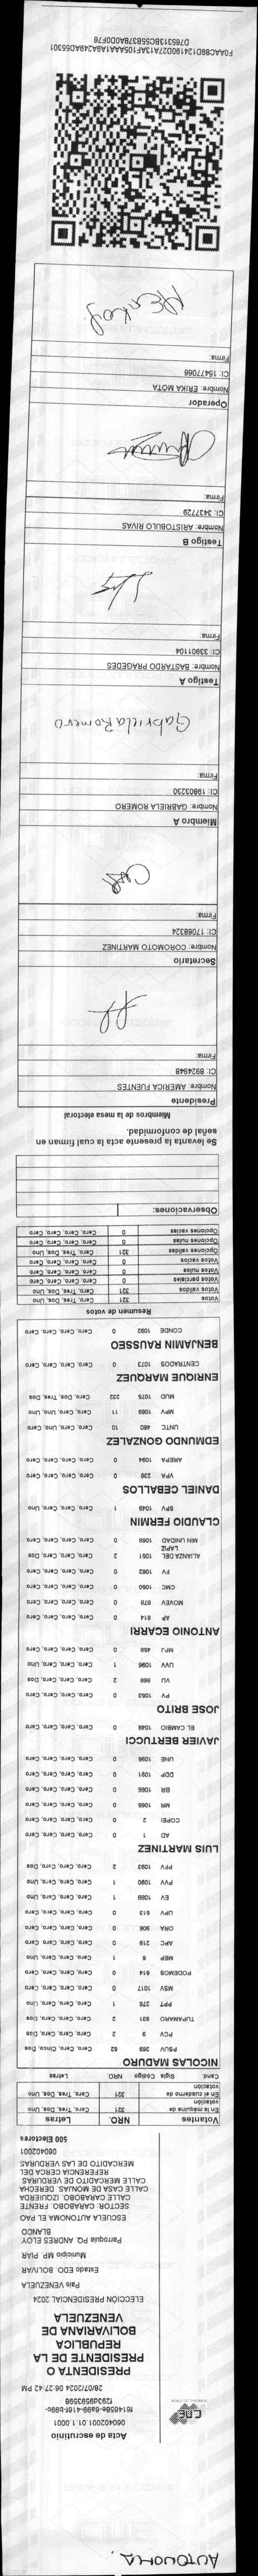 AUTONOMA.
CNE
Acta de escrutinio
060402001.01.1.0001
f614658e-6a99-416f-b99c-
f293d9593598
28/07/2024 06:27:42 PM
PRESIDENTA O
PRESIDENTE DE LA
REPUBLICA
BOLIVARIANA DE
VENEZUELA
ELECCIÓN PRESIDENCIAL 2024
País VENEZUELA
Estado EDO. BOLIVAR
Municipio MP. PIAR
Parroquia PQ. ANDRES ELOY
BLANCO
ESCUELA AUTONOMA EL PAO
SECTOR: CARABOBO. FRENTE
CALLE CARABOBO. IZQUIERDA
CALLE CASA DE MONJAS. DERECHA
CALLE MERCADITO DE VERDURAS
REFERENCIA CERCA DEL
MERCADITO DE LAS VERDURAS
060402001
500 Electores
Votantes NRO. Letras
En la máquina de votación 321 Cero, Tres, Dos, Uno
En el cuaderno de votación 321 Cero, Tres, Dos, Uno
Cand. Sigla Código NRO. Letras
NICOLAS MADURO
PSUV 269 52 Cero, Cero, Cinco, Dos
PCV 9 2 Cero, Cero, Cero, Dos
TUPAMARO 931 2 Cero, Cero, Cero, Dos
PPT 276 1 Cero, Cero, Cero, Uno
MSV 1017 0 Cero, Cero, Cero, Cero
PODEMOS 514 0 Cero, Cero, Cero, Cero
MEP 6 1 Cero, Cero, Cero, Uno
APC 219 0 Cero, Cero, Cero, Cero
ORA 906 0 Cero, Cero, Cero, Cero
UPV 513 0 Cero, Cero, Cero, Cero
EV 1089 1 Cero, Cero, Cero, Uno
PVV 1090 1 Cero, Cero, Cero, Uno
PFV 1093 2 Cero, Cero, Cero, Dos
LUIS MARTINEZ
AD 1 0 Cero, Cero, Cero, Cero
COPEI 2 0 Cero, Cero, Cero, Cero
MR 1065 0 Cero, Cero, Cero, Cero
BR 1066 0 Cero, Cero, Cero, Cero
DDP 1091 0 Cero, Cero, Cero, Cero
UNE 1095 0 Cero, Cero, Cero, Cero
JAVIER BERTUCCI
EL CAMBIO 1048 0 Cero, Cero, Cero, Cero
JOSE BRITO
PV 1053 0 Cero, Cero, Cero, Cero
VU 868 2 Cero, Cero, Cero, Dos
UVV 1096 1 Cero, Cero, Cero, Uno
MPJ 458 0 Cero, Cero, Cero, Cero
ANTONIO ECARRI
AP 814 0 Cero, Cero, Cero, Cero
MOVEV 878 0 Cero, Cero, Cero, Cero
CMC 1050 0 Cero, Cero, Cero, Cero
FV 1062 0 Cero, Cero, Cero, Cero
ALIANZA DEL LAPIZ 1051 2 Cero, Cero, Cero, Dos
MIN UNIDAD 1068 0 Cero, Cero, Cero, Cero
CLAUDIO FERMIN
SPV 1049 1 Cero, Cero, Cero, Uno
DANIEL CEBALLOS
VPA 236 0 Cero, Cero, Cero, Cero
AREPA 1094 0 Cero, Cero, Cero, Cero
EDMUNDO GONZALEZ
UNTC 460 10 Cero, Cero, Uno, Cero
MPV 1069 11 Cero, Cero, Uno, Uno
MUD 1075 232 Cero, Dos, Tres, Dos
ENRIQUE MARQUEZ
CENTRADOS 1073 0 Cero, Cero, Cero, Cero
BENJAMIN RAUSSEO
CONDE 1092 0 Cero, Cero, Cero, Cero
Resumen de votos
Votos 321 Cero, Tres, Dos, Uno
Votos validos 321 Cero, Tres, Dos, Uno
Votos parciales 0 Cero, Cero, Cero, Cero
Votos nulos 0 Cero, Cero, Cero, Cero
Votos vacios 0 Cero, Cero, Cero, Cero
Opciones validas 321 Cero, Tres, Dos, Uno
Opciones nulas 0 Cero, Cero, Cero, Cero
Opciones vacias 0 Cero, Cero, Cero, Cero
Observaciones:
Se levanta la presente acta la cual firman en
señal de conformidad.
Miembros de la mesa electoral
Presidente
Nombre: AMERICA FUENTES
CI: 8924948
Firma:
Secretario
Nombre: COROMOTO MARTINEZ
CI: 17068324
Firma:
Miembro A
Nombre: GABRIELA ROMERO
CI: 19803230
Firma:
Gabriela Romero
Testigo A
Nombre: BASTARDO PRAGEDES
CI: 33901104
Firma:
Testigo B
Nombre: ARISTOBULO RIVAS
CI: 3437729
Firma:
Operador
Nombre: ERIKA MOTA
CI: 15477066
Firma:
F0AAC89D124190D27A13AF105AAA1A9A249AD55301
D765313BC55B378A0D0F76